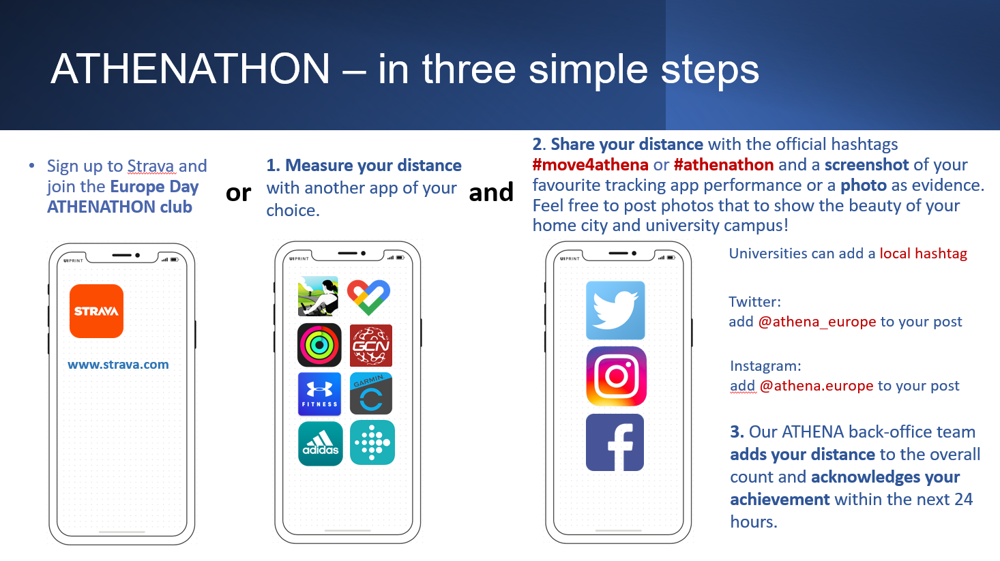 ATHENATHON – in three simple steps
• Sign up to Strava and
join the Europe Day
ATHENATHON club
or
1. Measure your distance
with another app of your
choice.
and
2. Share your distance with the official hashtags
#move4athena or #athenathon and a screenshot of your
favourite tracking app performance or a photo as evidence.
Feel free to post photos that to show the beauty of your
home city and university campus!
UIPRINT
STRAVA
www.strava.com
UIPRINT
GCN
FITNESS
GARMIN
adidas
UIPRINT
Universities can add a local hashtag
Twitter:
add @athena_europe to your post
Instagram:
add @athena.europe to your post
3. Our ATHENA back-office team
adds your distance to the overall
count and acknowledges your
achievement within the next 24
hours.